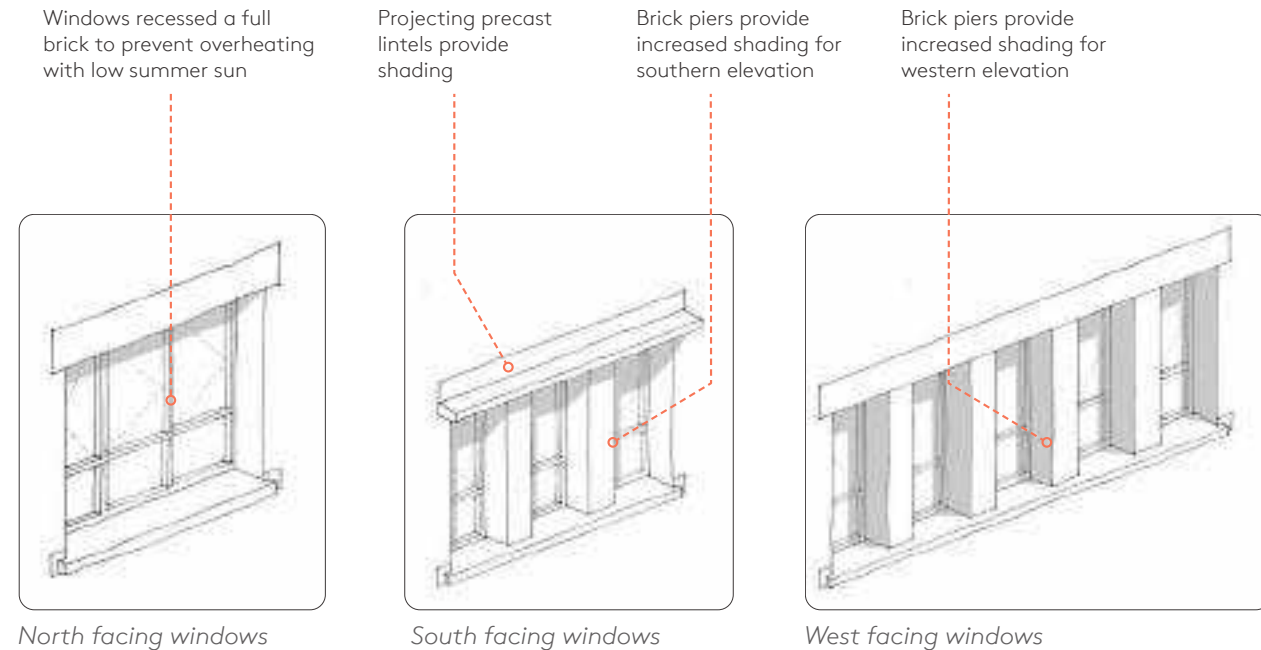 Windows recessed a full
brick to prevent overheating
with low summer sun
Projecting precast
lintels provide
shading
Brick piers provide
increased shading for
southern elevation
Brick piers provide
increased shading for
western elevation
North facing windows
South facing windows
West facing windows